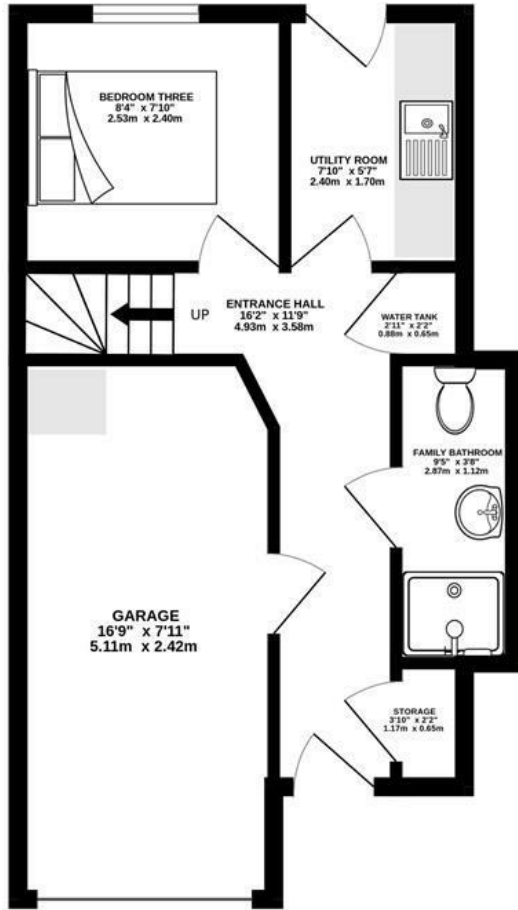 BEDROOM THREE
8'4" x 7'10"
2.53m x 2.40m
UTILITY ROOM
7'10" x 5'7"
2.40m x 1.70m
UP
ENTRANCE HALL
16'2" x 11'9"
4.93m x 3.58m
WATER TANK
2'11" x 2'2"
0.88m x 0.65m
FAMILY BATHROOM
9'5" x 3'8"
2.87m x 1.12m
GARAGE
16'9" x 7'11"
5.11m x 2.42m
STORAGE
3'10" x 2'2"
1.17m x 0.65m